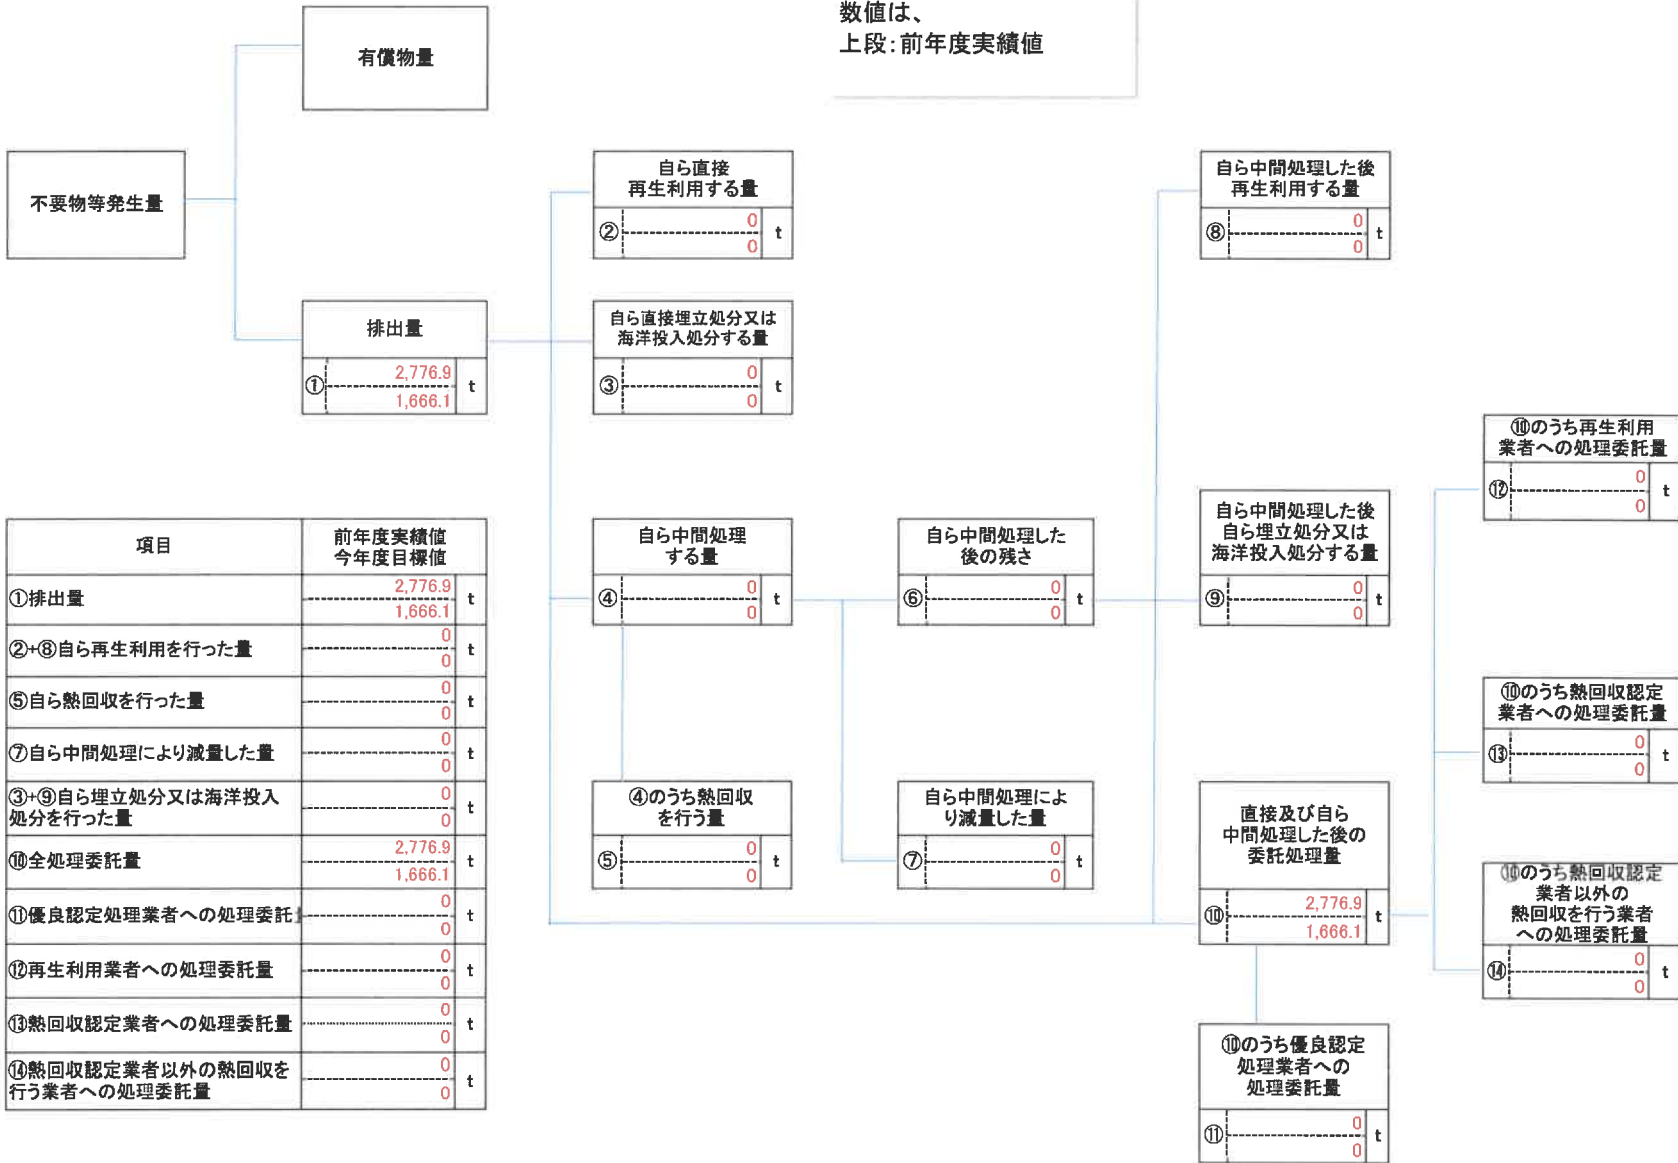 数値は、
上段:前年度実績値
有償物量
不要物等発生量
排出量
① 2,776.9 t
1,666.1
自ら直接
再生利用する量
② 0 t
0
自ら直接埋立処分又は
海洋投入処分する量
③ 0 t
0
自ら中間処理
する量
④ 0 t
0
④のうち熱回収
を行う量
⑤ 0 t
0
自ら中間処理した
後の残さ
⑥ 0 t
0
自ら中間処理によ
り減量した量
⑦ 0 t
0
自ら中間処理した後
再生利用する量
⑧ 0 t
0
自ら中間処理した後
自ら埋立処分又は
海洋投入処分する量
⑨ 0 t
0
直接及び自ら
中間処理した後の
委託処理量
⑩ 2,776.9 t
1,666.1
⑩のうち優良認定
処理業者への
処理委託量
⑪ 0 t
0
⑩のうち再生利用
業者への処理委託量
⑫ 0 t
0
⑩のうち熱回収認定
業者への処理委託量
⑬ 0 t
0
⑩のうち熱回収認定
業者以外の
熱回収を行う業者
への処理委託量
⑭ 0 t
0
項目 前年度実績値
今年度目標値
①排出量 2,776.9 t
1,666.1
②+⑧自ら再生利用を行った量 0 t
0
⑤自ら熱回収を行った量 0 t
0
⑦自ら中間処理により減量した量 0 t
0
③+⑨自ら埋立処分又は海洋投入
処分を行った量 0 t
0
⑩全処理委託量 2,776.9 t
1,666.1
⑪優良認定処理業者への処理委託 0 t
0
⑫再生利用業者への処理委託量 0 t
0
⑬熱回収認定業者への処理委託量 0 t
0
⑭熱回収認定業者以外の熱回収を
行う業者への処理委託量 0 t
0